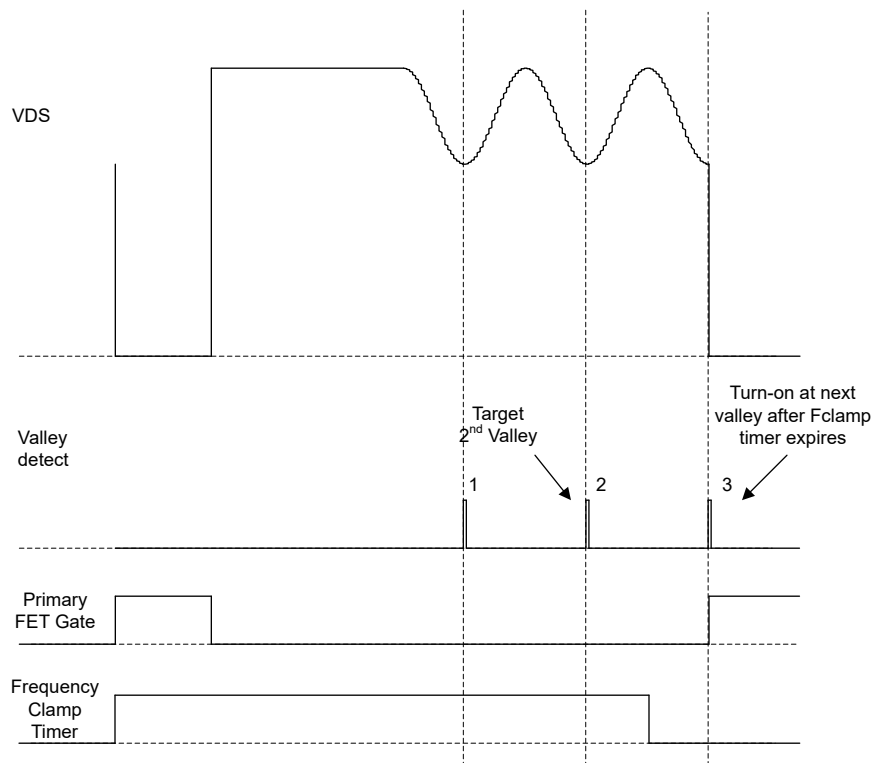 VDS
Valley
detect
Target
2nd Valley
Turn-on at next
valley after Fclamp
timer expires
1
2
3
Primary
FET Gate
Frequency
Clamp
Timer